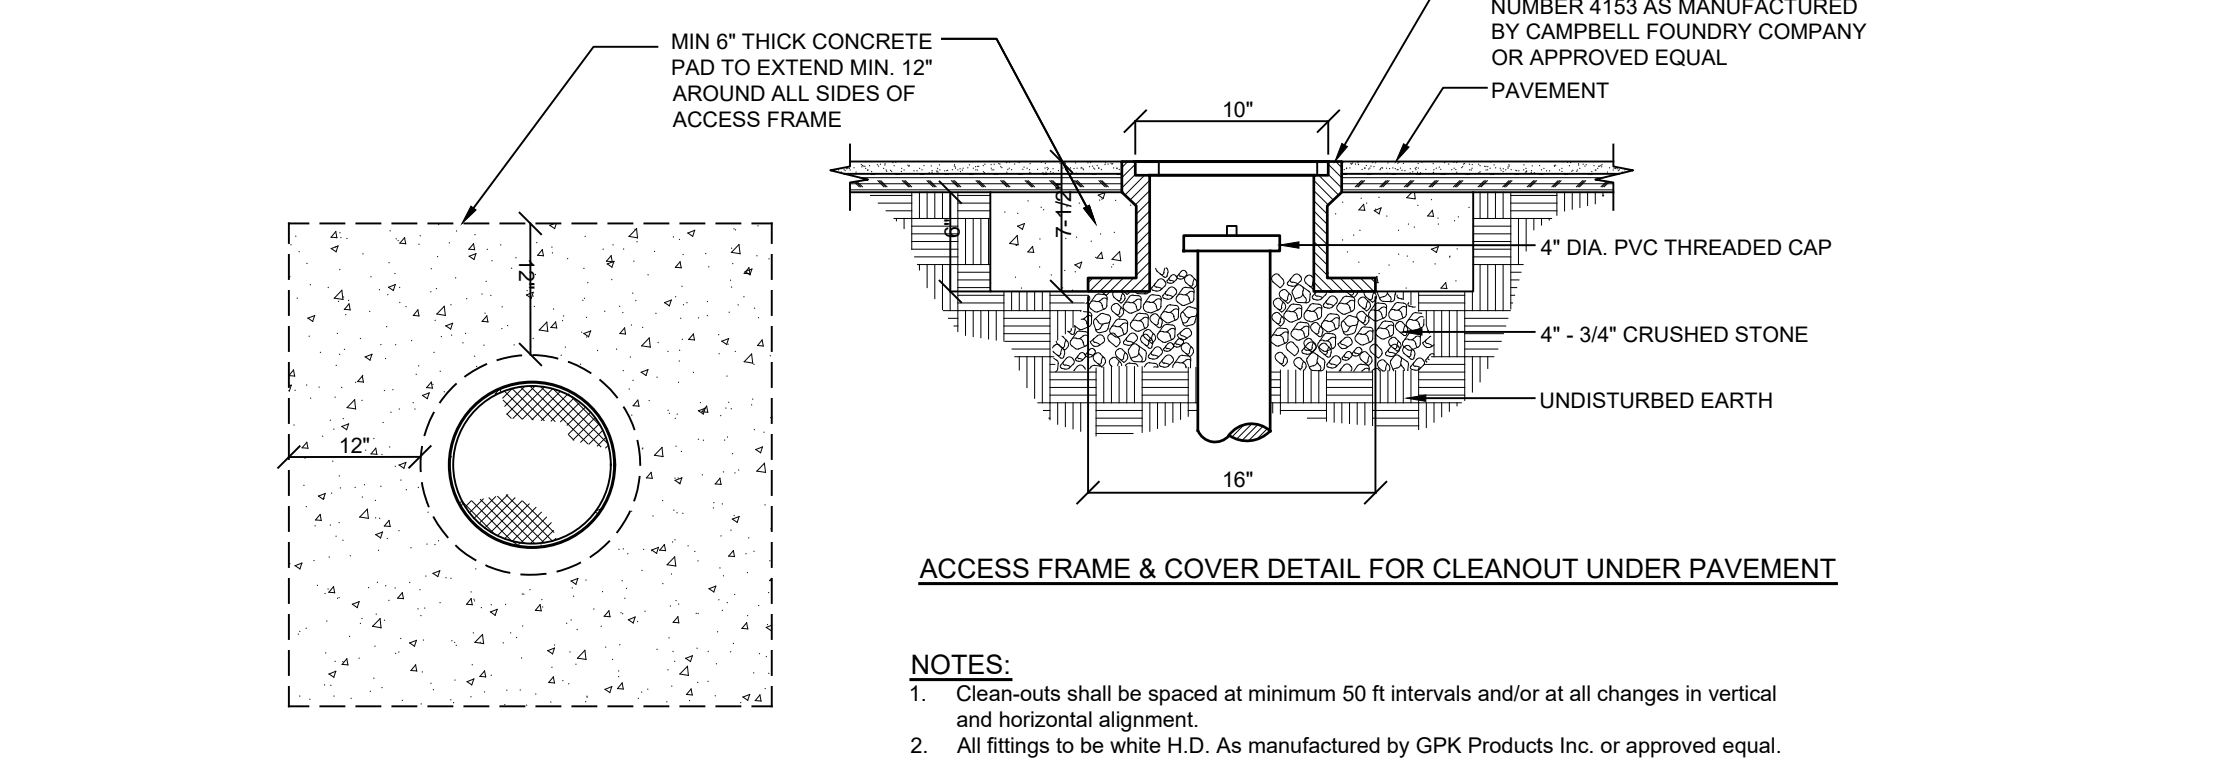 NUMBER 4153 AS MANUFACTURED
BY CAMPBELL FOUNDRY COMPANY
OR APPROVED EQUAL
PAVEMENT
MIN 6" THICK CONCRETE
PAD TO EXTEND MIN. 12"
AROUND ALL SIDES OF
ACCESS FRAME
10"
6"
7-1/2"
4" DIA. PVC THREADED CAP
4" - 3/4" CRUSHED STONE
UNDISTURBED EARTH
16"
12"
12"
ACCESS FRAME & COVER DETAIL FOR CLEANOUT UNDER PAVEMENT
NOTES:
1. Clean-outs shall be spaced at minimum 50 ft intervals and/or at all changes in vertical
and horizontal alignment.
2. All fittings to be white H.D. As manufactured by GPK Products Inc. or approved equal.